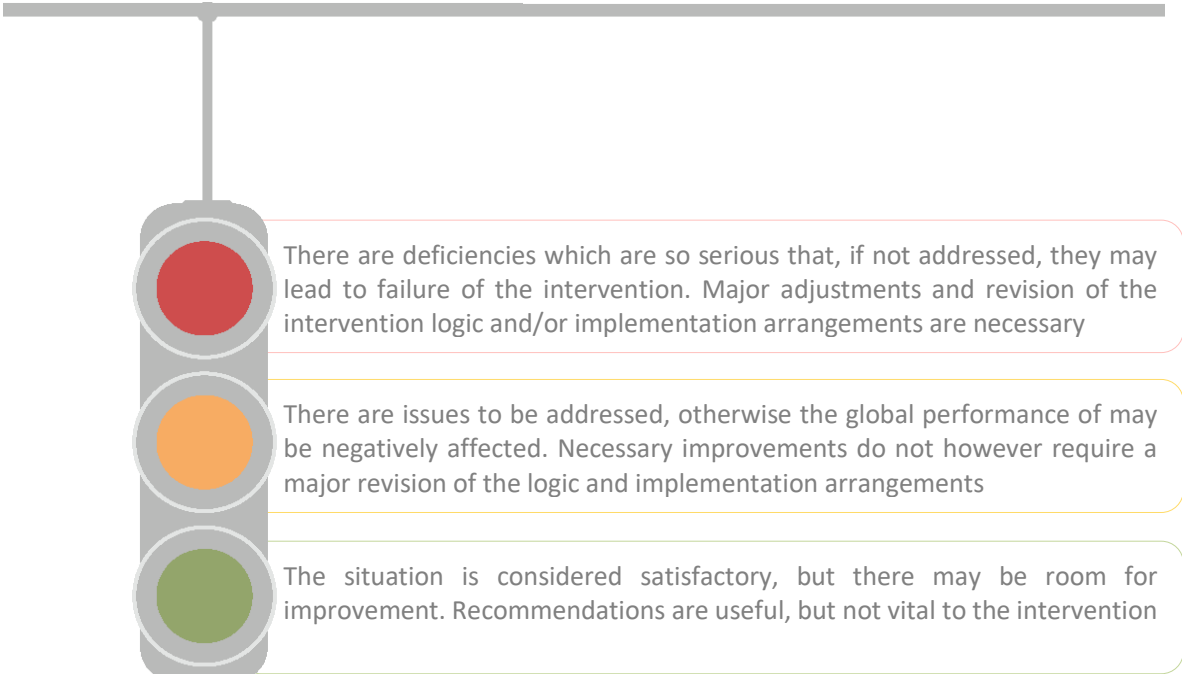 There are deficiencies which are so serious that, if not addressed, they may
lead to failure of the intervention. Major adjustments and revision of the
intervention logic and/or implementation arrangements are necessary
There are issues to be addressed, otherwise the global performance of may
be negatively affected. Necessary improvements do not however require a
major revision of the logic and implementation arrangements
The situation is considered satisfactory, but there may be room for
improvement. Recommendations are useful, but not vital to the intervention